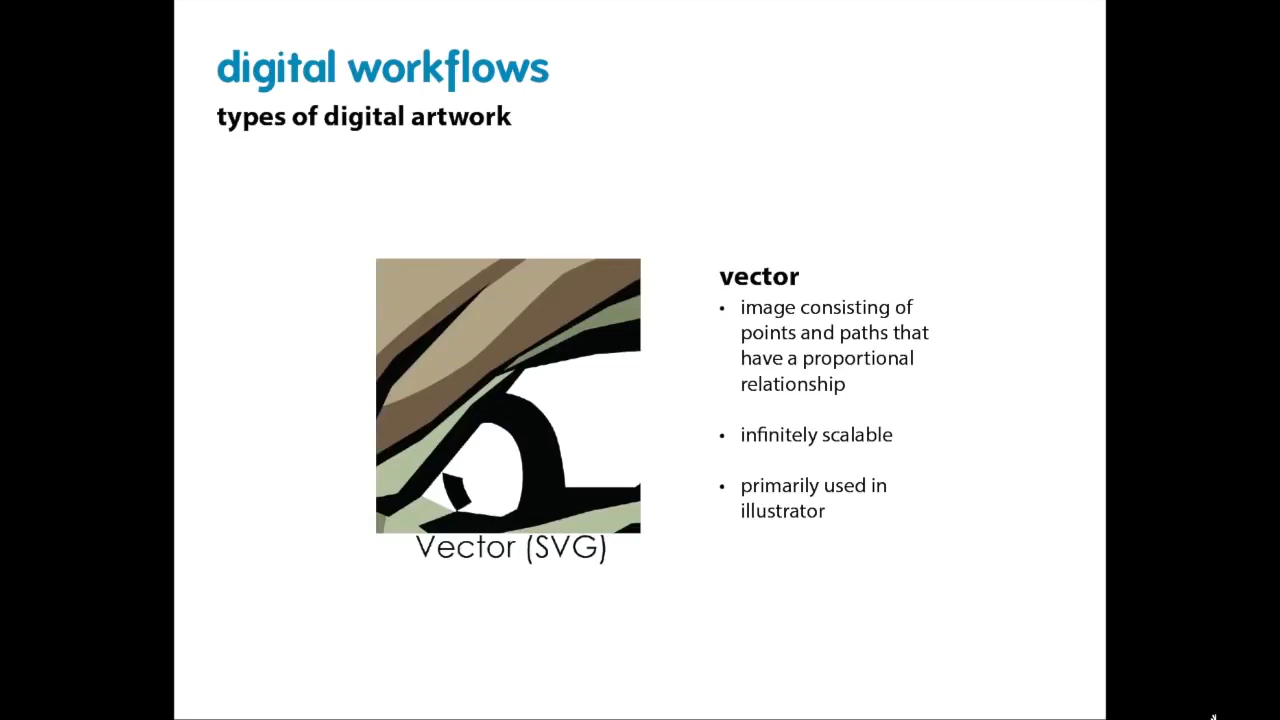 digital workflows
types of digital artwork
vector
• image consisting of
points and paths that
have a proportional
relationship
• infinitely scalable
• primarily used in
illustrator
Vector (SVG)